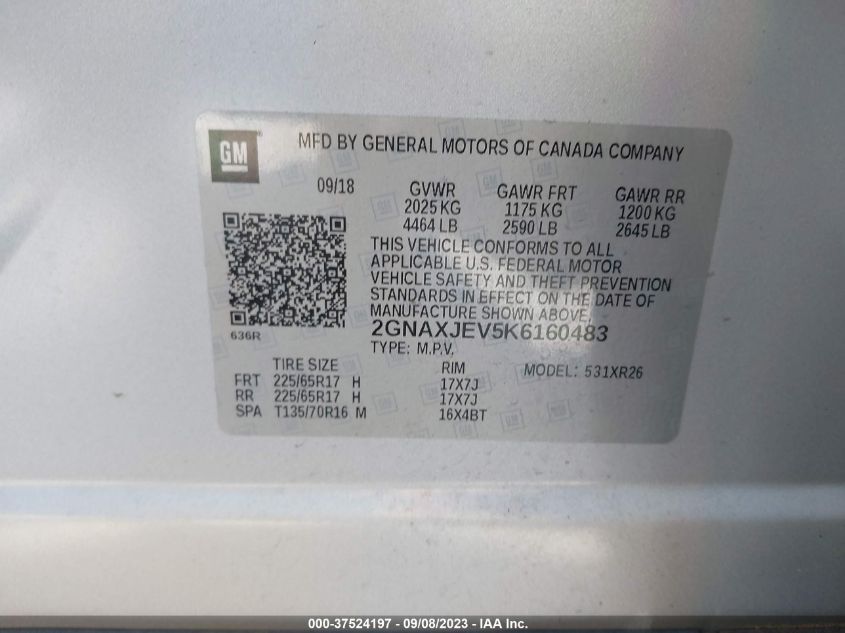 GM
MFD BY GENERAL MOTORS OF CANADA COMPANY
09/18
GVWR GAWR FRT GAWR RR
2025 KG 1175 KG 1200 KG
4464 LB 2590 LB 2645 LB
THIS VEHICLE CONFORMS TO ALL
APPLICABLE U.S. FEDERAL MOTOR
VEHICLE SAFETY AND THEFT PREVENTION
STANDARDS IN EFFECT ON THE DATE OF
MANUFACTURE SHOWN ABOVE.
2GNAXJEV5K6160483
636R
TYPE: M.P.V.
TIRE SIZE RIM MODEL: 531XR26
FRT 225/65R17 H 17X7J
RR 225/65R17 H 17X7J
SPA T135/70R16 M 16X4BT
000-37524197 - 09/08/2023 - IAA Inc.